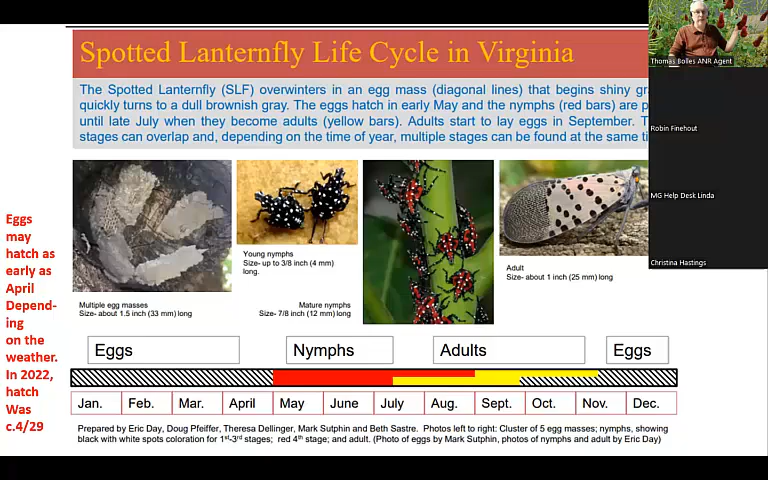 Spotted Lanternfly Life Cycle in Virginia
The Spotted Lanternfly (SLF) overwinters in an egg mass (diagonal lines) that begins shiny
quickly turns to a dull brownish gray. The eggs hatch in early May and the nymphs (red bars) are
until late July when they become adults (yellow bars). Adults start to lay eggs in September.
stages can overlap and, depending on the time of year, multiple stages can be found at the same
Thomas Bolles ANR Agent
Robin Finehout
MG Help Desk Linda
Christina Hastings
Eggs
may
hatch as
early as
April
Depend-
ing
on the
weather.
In 2022,
hatch
Was
c.4/29
Multiple egg masses
Size- about 1.5 inch (33 mm) long
Young nymphs
Size- up to 3/8 inch (4 mm)
long.
Mature nymphs
Size- 7/8 inch (12 mm) long
Adult
Size- about 1 inch (25 mm) long
Eggs
Nymphs
Adults
Eggs
Jan. Feb. Mar. April May June July Aug. Sept. Oct. Nov. Dec.
Prepared by Eric Day, Doug Pfeiffer, Theresa Dellinger, Mark Sutphin and Beth Sastre. Photos left to right: Cluster of 5 egg masses; nymphs, showing
black with white spots coloration for 1st-3rd stages; red 4th stage; and adult. (Photo of eggs by Mark Sutphin, photos of nymphs and adult by Eric Day)